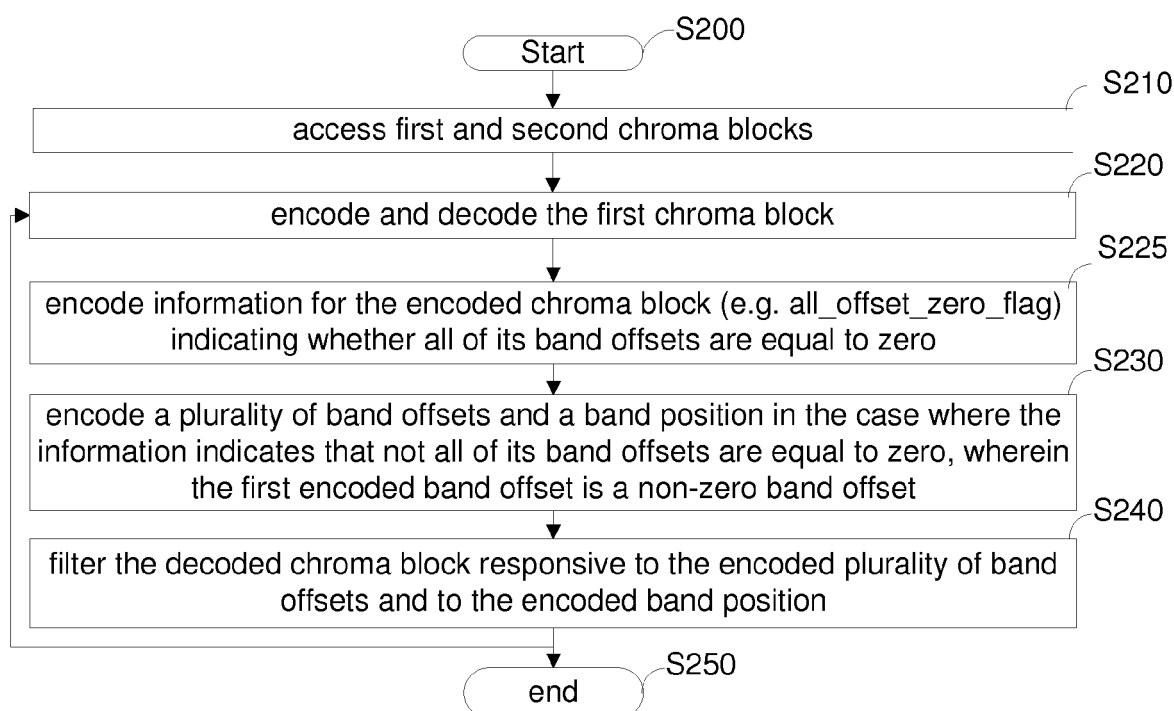 S200
Start
S210
access first and second chroma blocks
S220
encode and decode the first chroma block
S225
encode information for the encoded chroma block (e.g. all_offset_zero_flag)
indicating whether all of its band offsets are equal to zero
S230
encode a plurality of band offsets and a band position in the case where the
information indicates that not all of its band offsets are equal to zero, wherein
the first encoded band offset is a non-zero band offset
S240
filter the decoded chroma block responsive to the encoded plurality of band
offsets and to the encoded band position
S250
end